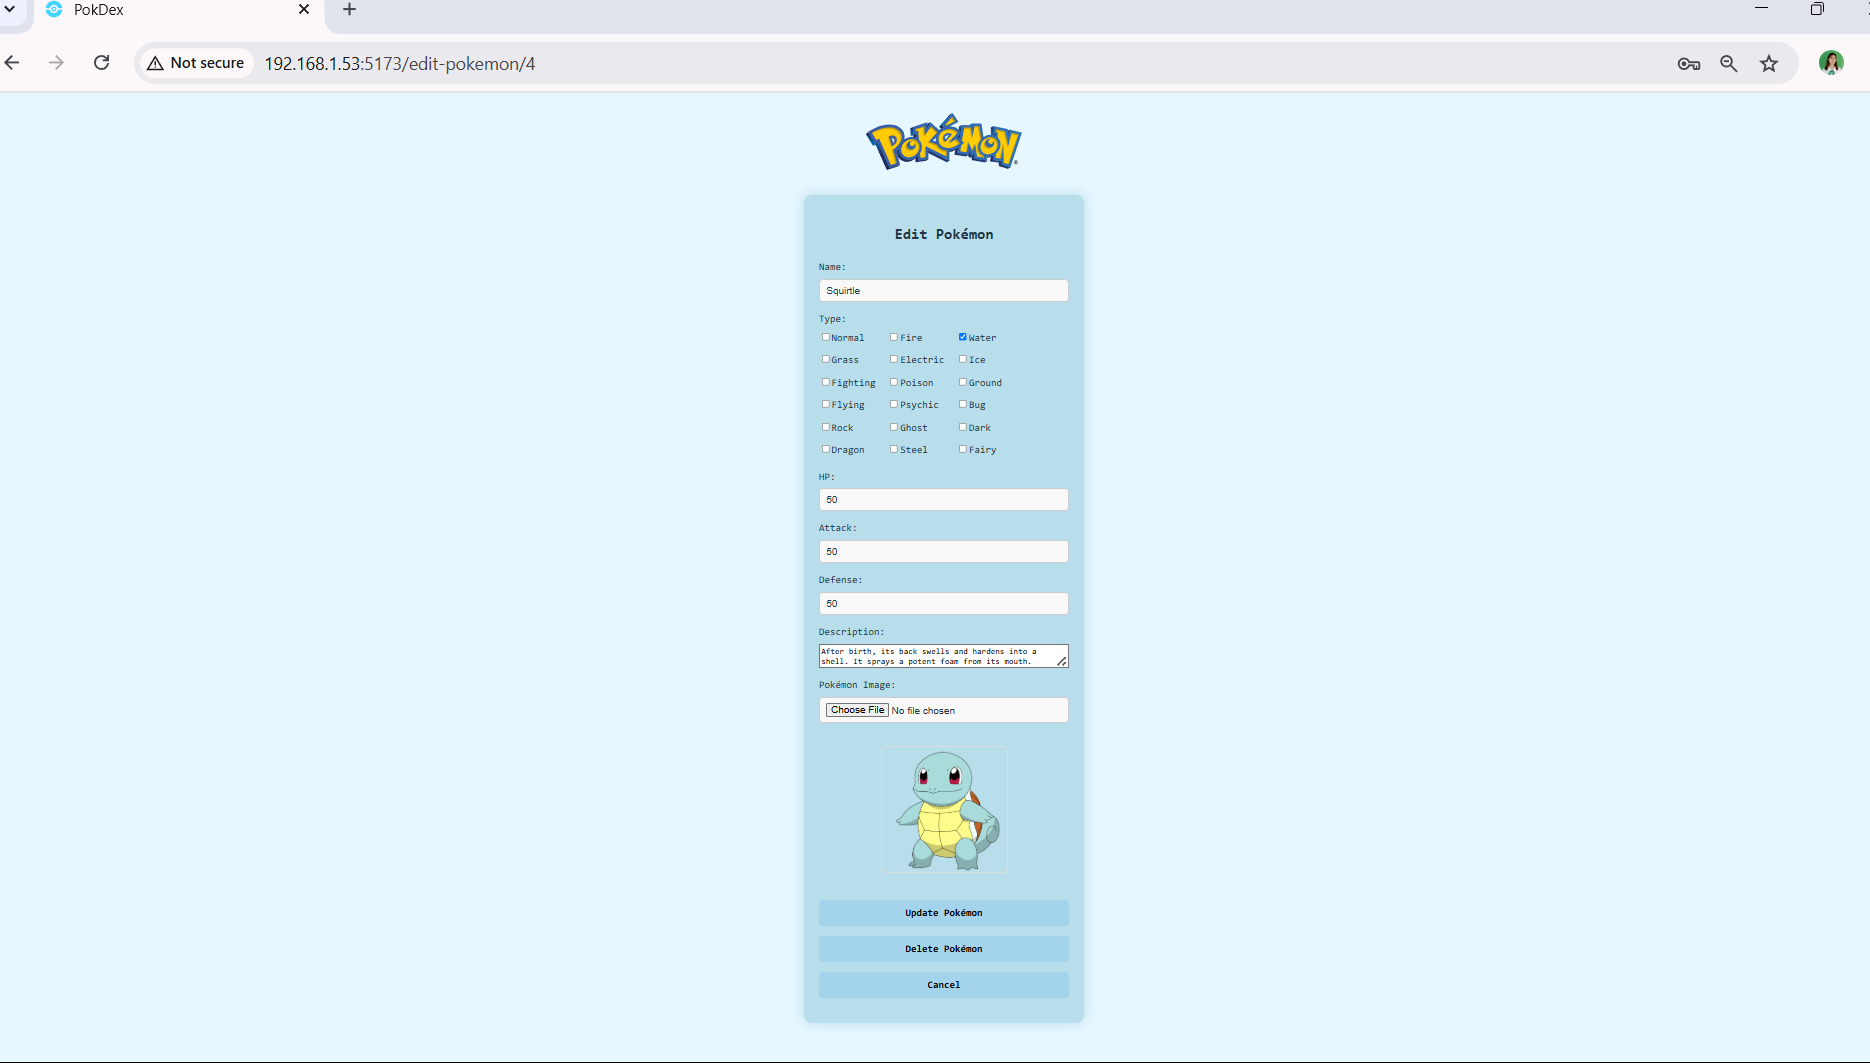 PokDex
Not secure
192.168.1.53:5173/edit-pokemon/4
POKéMON
Edit Pokémon
Name:
Squirtle
Type:
Normal Fire Water
Grass Electric Ice
Fighting Poison Ground
Flying Psychic Bug
Rock Ghost Dark
Dragon Steel Fairy
HP:
50
Attack:
50
Defense:
50
Description:
After birth, its back swells and hardens into a
shell. It sprays a potent foam from its mouth.
Pokémon Image:
Choose File No file chosen
Update Pokémon
Delete Pokémon
Cancel